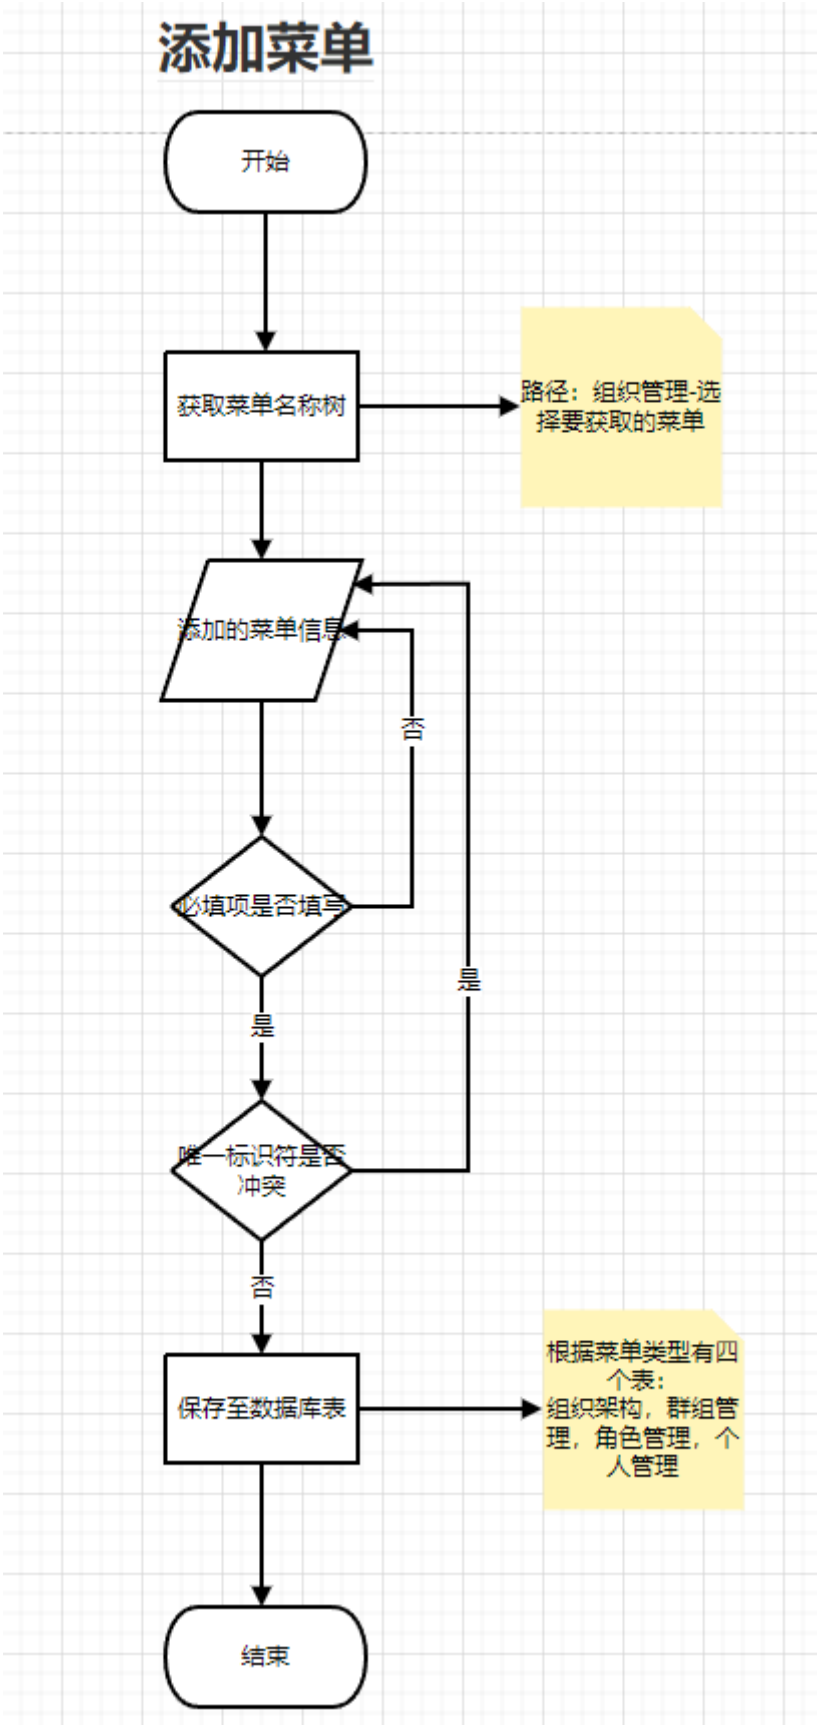 添加菜单
开始
获取菜单名称树
路径：组织管理-选
择要获取的菜单
添加的菜单信息
否
必填项是否填写
是
是
唯一标识符是否
冲突
否
保存至数据库表
根据菜单类型有四
个表：
组织架构，群组管
理，角色管理，个
人管理
结束